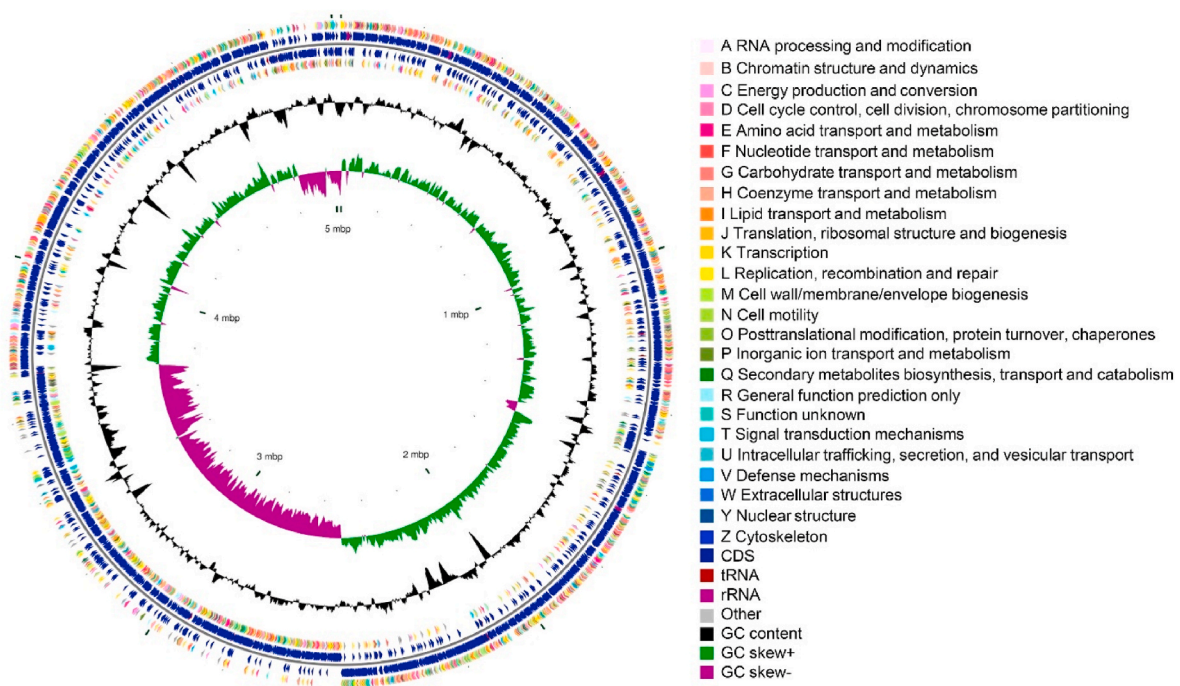 5 mbp
1 mbp
4 mbp
3 mbp
2 mbp
A RNA processing and modification
B Chromatin structure and dynamics
C Energy production and conversion
D Cell cycle control, cell division, chromosome partitioning
E Amino acid transport and metabolism
F Nucleotide transport and metabolism
G Carbohydrate transport and metabolism
H Coenzyme transport and metabolism
I Lipid transport and metabolism
J Translation, ribosomal structure and biogenesis
K Transcription
L Replication, recombination and repair
M Cell wall/membrane/envelope biogenesis
N Cell motility
O Posttranslational modification, protein turnover, chaperones
P Inorganic ion transport and metabolism
Q Secondary metabolites biosynthesis, transport and catabolism
R General function prediction only
S Function unknown
T Signal transduction mechanisms
U Intracellular trafficking, secretion, and vesicular transport
V Defense mechanisms
W Extracellular structures
Y Nuclear structure
Z Cytoskeleton
CDS
tRNA
rRNA
Other
GC content
GC skew+
GC skew-